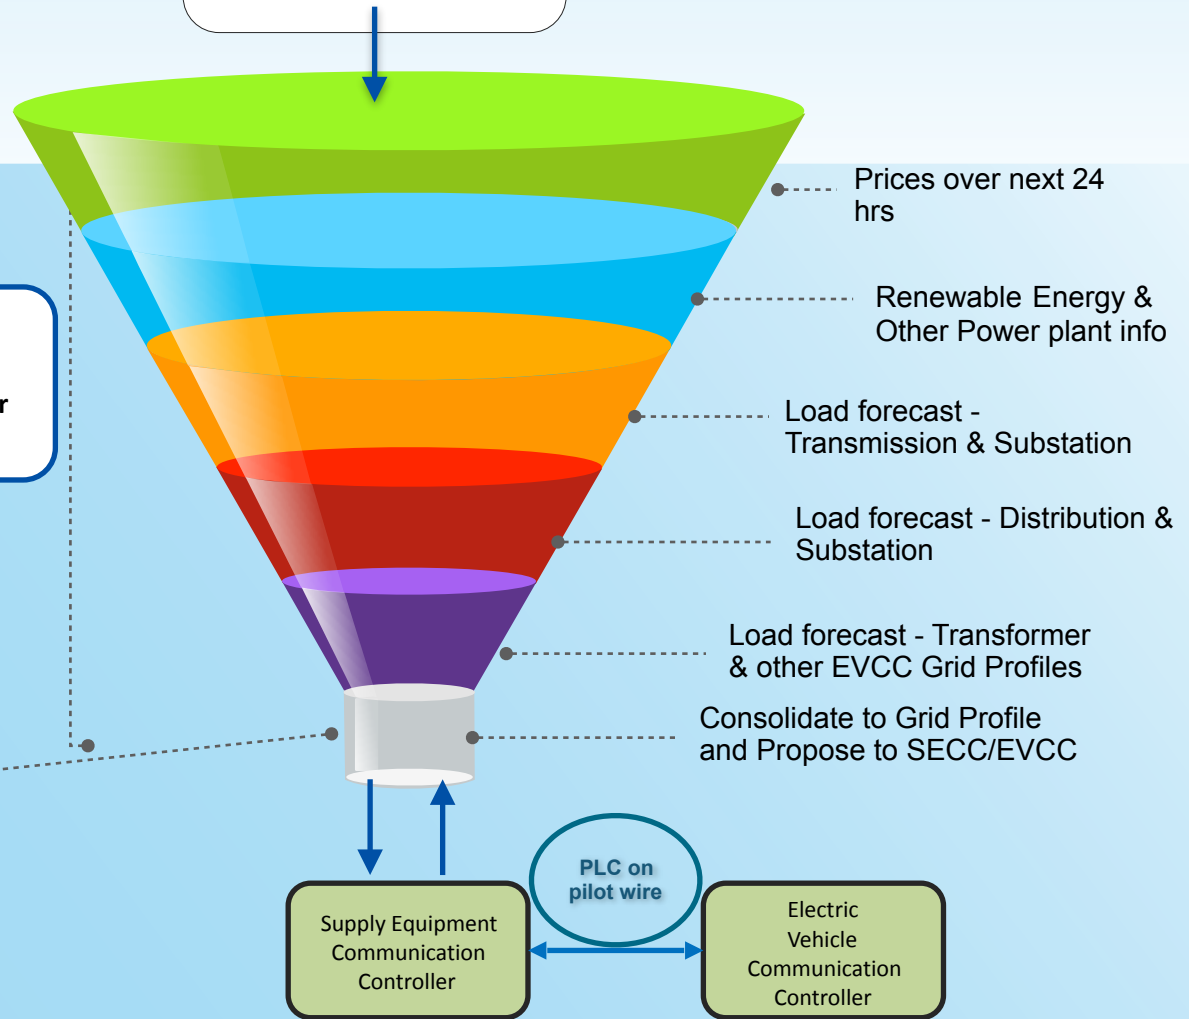 Prices over next 24
hrs
Renewable Energy &
Other Power plant info
r
Load forecast -
Transmission & Substation
Load forecast - Distribution &
Substation
Load forecast - Transformer
& other EVCC Grid Profiles
Consolidate to Grid Profile
and Propose to SECC/EVCC
PLC on
pilot wire
Supply Equipment
Communication
Controller
Electric
Vehicle
Communication
Controller